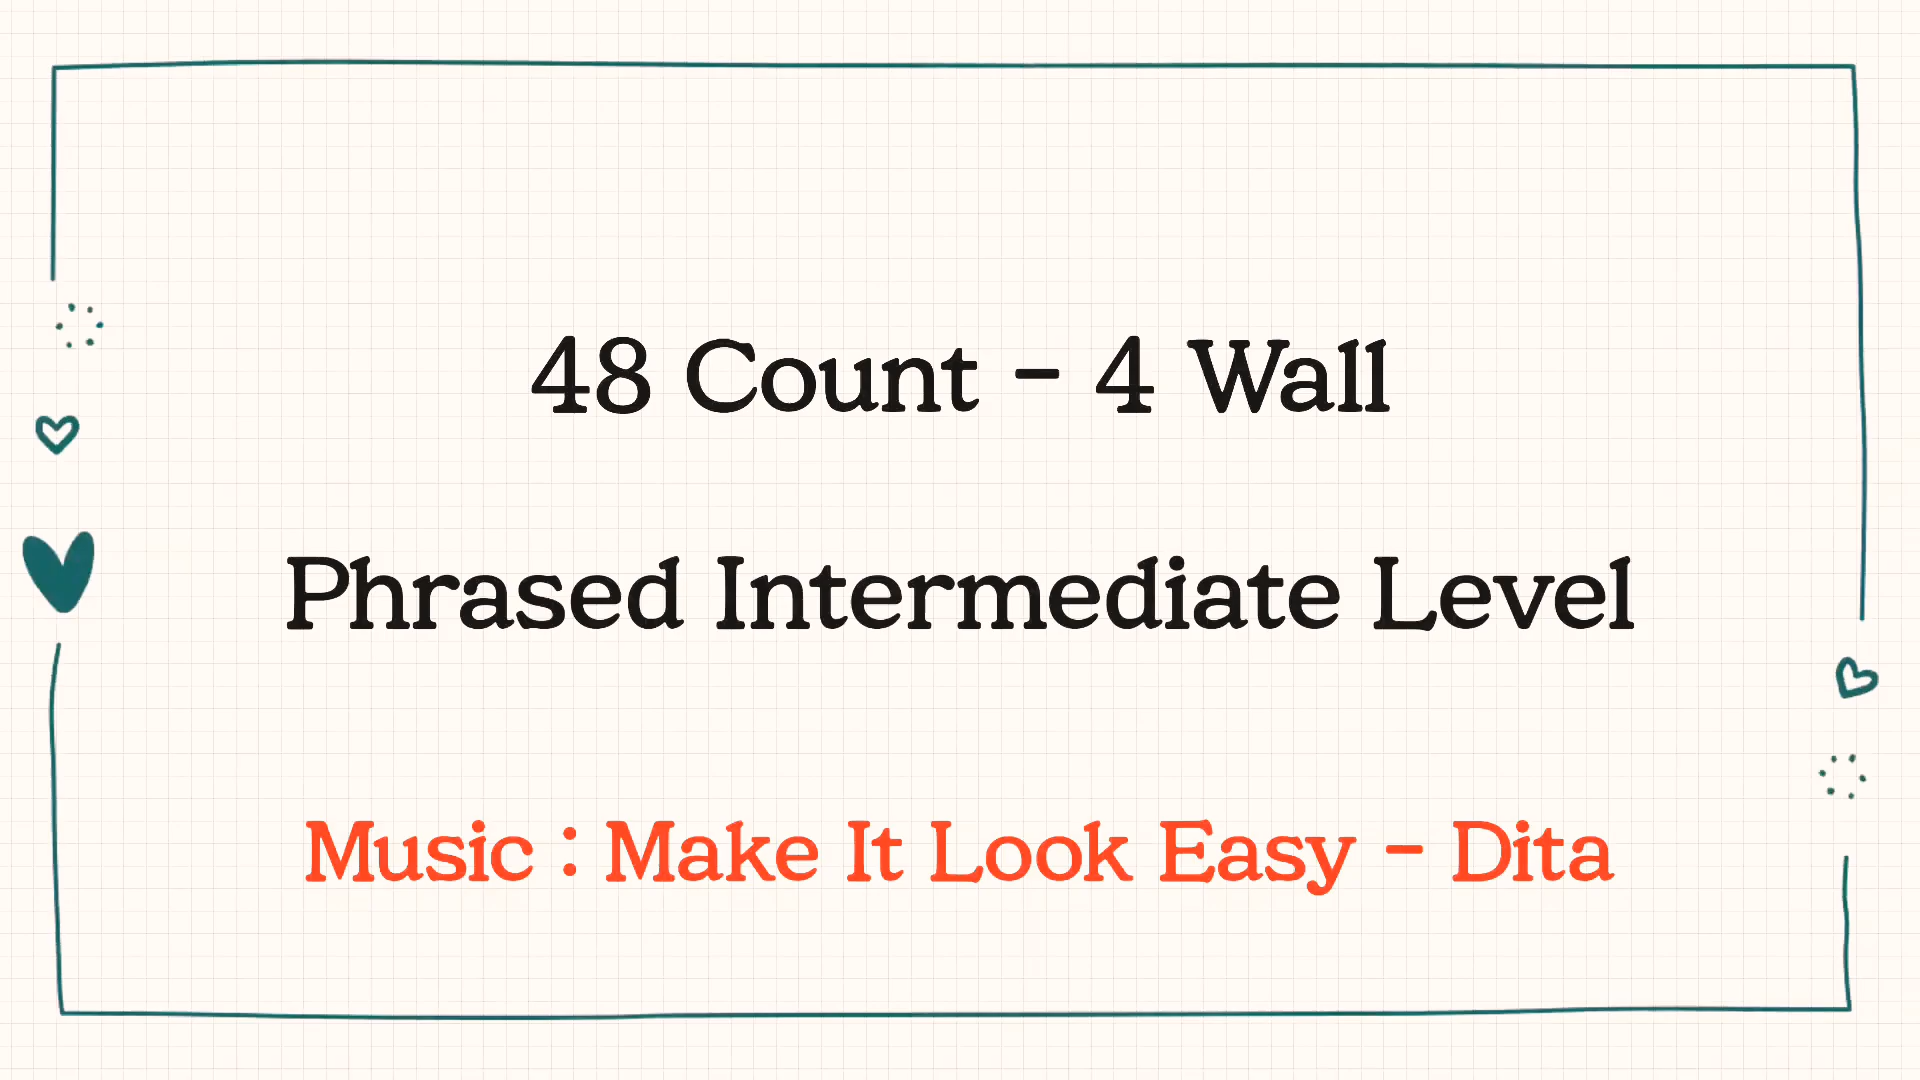 48 Count - 4 Wall
Phrased Intermediate Level
Music : Make It Look Easy - Dita